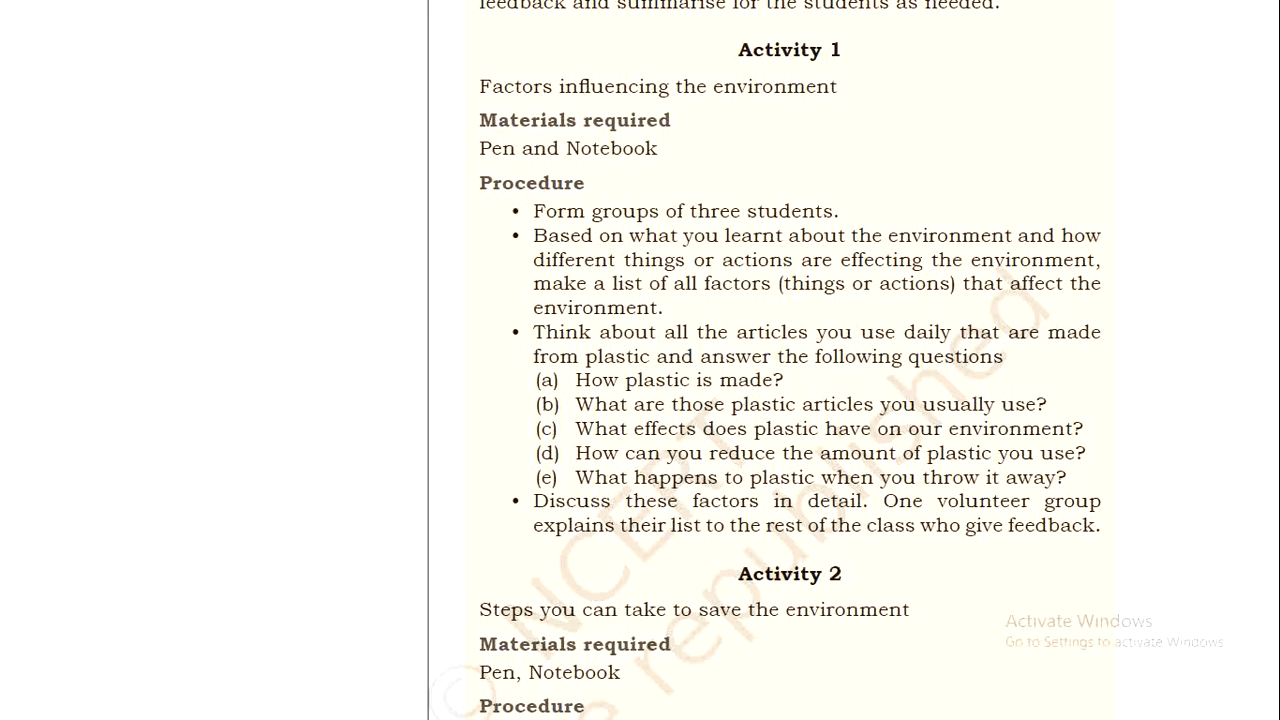 feedback and summarise for the students as needed.
Activity 1
Factors influencing the environment
Materials required
Pen and Notebook
Procedure
• Form groups of three students.
• Based on what you learnt about the environment and how
different things or actions are effecting the environment,
make a list of all factors (things or actions) that affect the
environment.
• Think about all the articles you use daily that are made
from plastic and answer the following questions
(a) How plastic is made?
(b) What are those plastic articles you usually use?
(c) What effects does plastic have on our environment?
(d) How can you reduce the amount of plastic you use?
(e) What happens to plastic when you throw it away?
• Discuss these factors in detail. One volunteer group
explains their list to the rest of the class who give feedback.
Activity 2
Steps you can take to save the environment
Materials required
Pen, Notebook
Procedure
© NCERT
republished
Activate Windows
Go to Settings to activate Windows